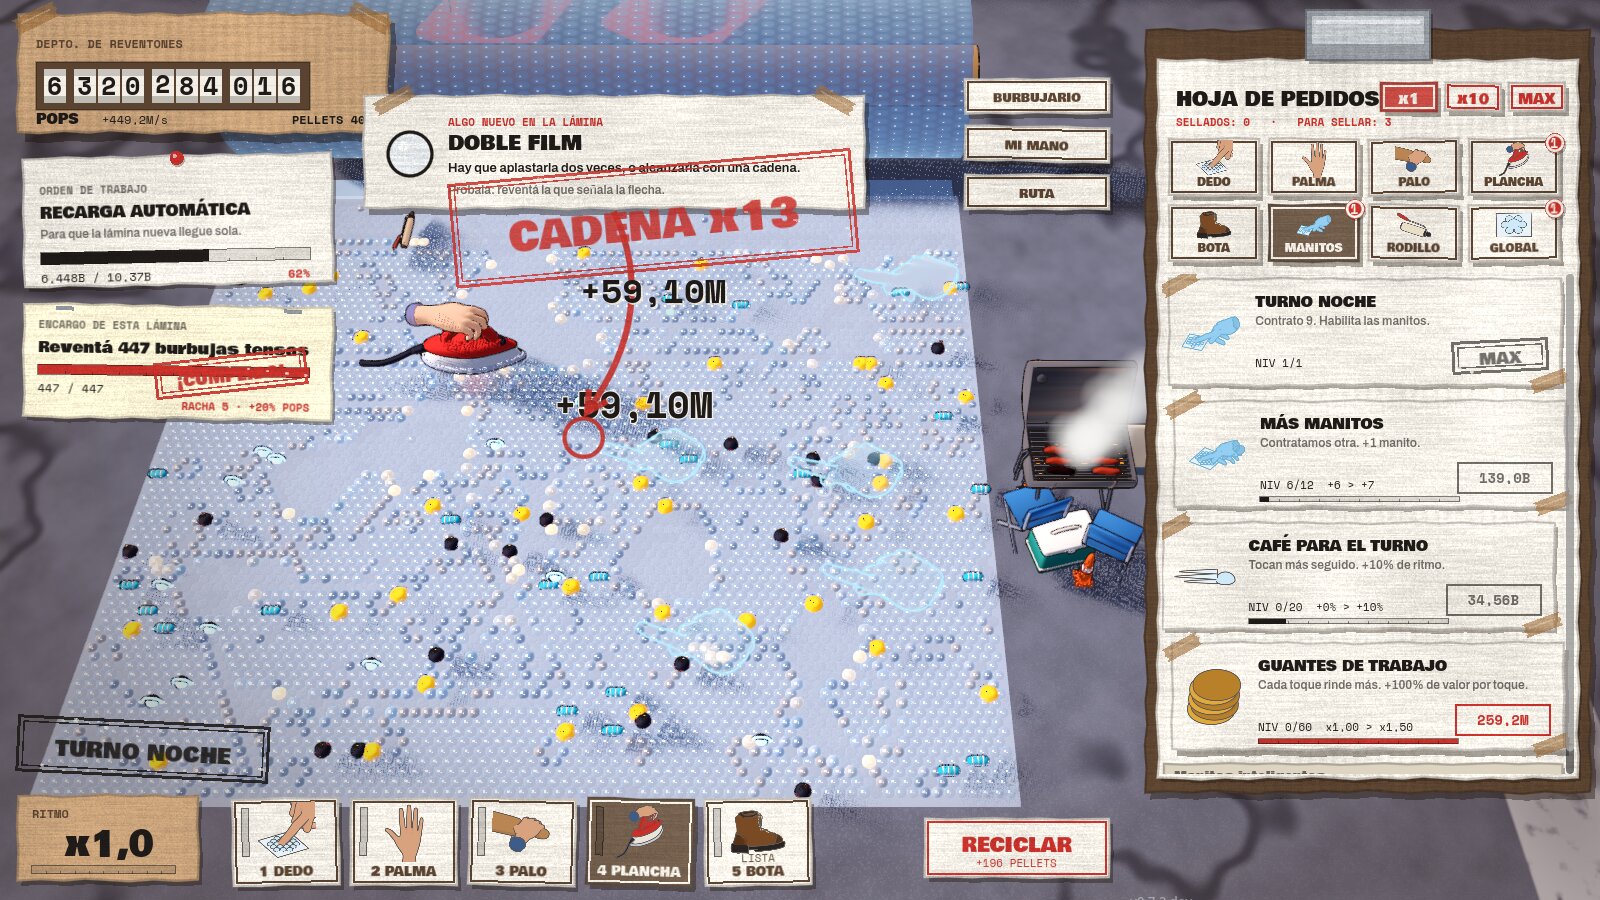 DEPTO. DE REVENTONES
6 320 284 016
POPS +449,2M/s PELLETS 40
ORDEN DE TRABAJO
RECARGA AUTOMÁTICA
Para que la lámina nueva llegue sola.
6,448B / 10,37B 62%
ENCARGO DE ESTA LÁMINA
Reventá 447 burbujas tensas
447 / 447
RACHA 5 · +20% POPS
ALGO NUEVO EN LA LÁMINA
DOBLE FILM
Hay que aplastarla dos veces, o alcanzarla con una cadena.
Probala: reventá la que señala la flecha.
CADENA x13
+59,10M
+59,10M
BURBUJARIO
MI MANO
RUTA
HOJA DE PEDIDOS
x1 x10 MAX
SELLADOS: 0 · PARA SELLAR: 3
DEDO
PALMA
PALO
PLANCHA
1
BOTA
MANITOS
1
RODILLO
GLOBAL
1
TURNO NOCHE
Contrato 9. Habilita las manitos.
NIV 1/1
MAX
MÁS MANITOS
Contratamos otra. +1 manito.
NIV 6/12 +6 > +7
139,0B
CAFÉ PARA EL TURNO
Tocan más seguido. +10% de ritmo.
NIV 0/20 +0% > +10%
34,56B
GUANTES DE TRABAJO
Cada toque rinde más. +100% de valor por toque.
NIV 0/60 x1,00 > x1,50
259,2M
TURNO NOCHE
RITMO
x1,0
1 DEDO
2 PALMA
3 PALO
4 PLANCHA
LISTA
5 BOTA
RECICLAR
+196 PELLETS